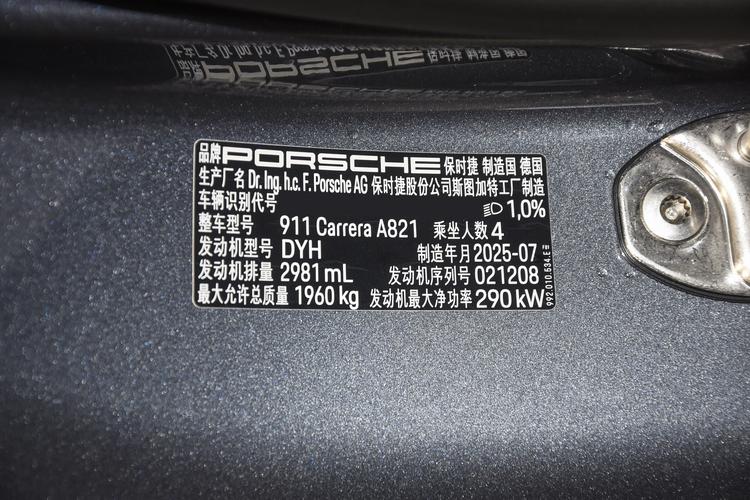 品牌 PORSCHE 保时捷 制造国 德国
生产厂名 Dr. Ing. h.c. F. Porsche AG 保时捷股份公司斯图加特工厂制造
车辆识别代号 1,0%
整车型号 911 Carrera A821 乘坐人数 4
发动机型号 DYH 制造年月 2025-07
发动机排量 2981 mL 发动机序列号 021208
最大允许总质量 1960 kg 发动机最大净功率 290 kW
992.010.534.E